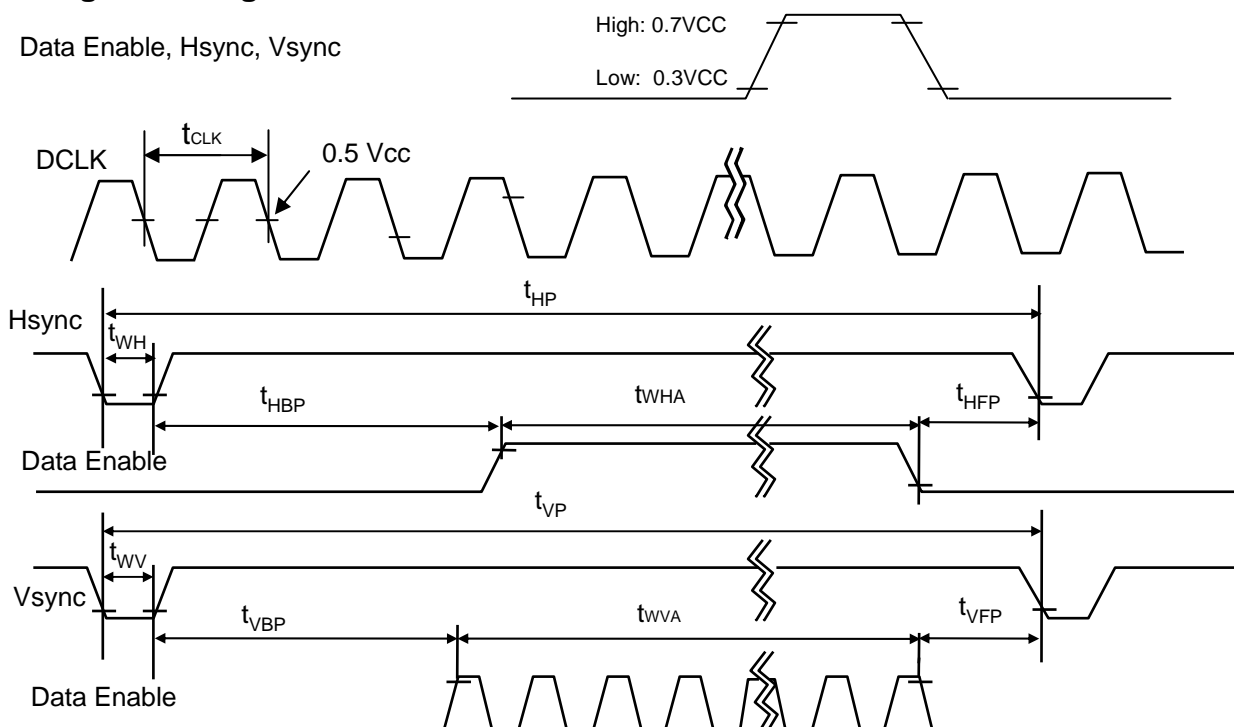 Data Enable, Hsync, Vsync
High: 0.7VCC
Low: 0.3VCC
DCLK
tCLK
0.5 Vcc
tHP
Hsync
tWH
tHBP
tWHA
tHFP
Data Enable
tVP
tWV
Vsync
tVBP
tWVA
tVFP
Data Enable